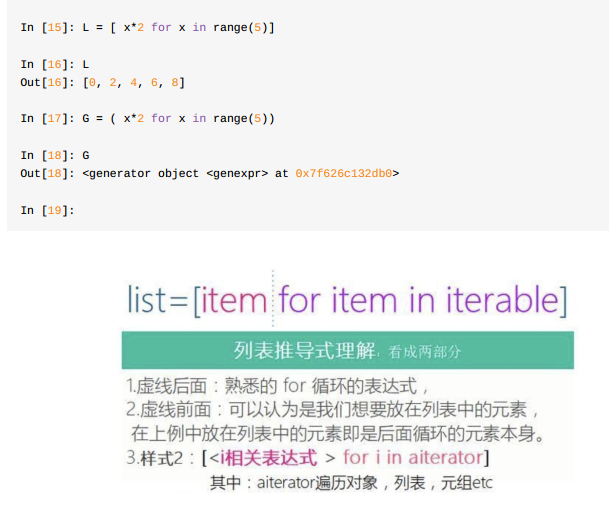 In [15]: L = [ x*2 for x in range(5)]
In [16]: L
Out[16]: [0, 2, 4, 6, 8]
In [17]: G = ( x*2 for x in range(5))
In [18]: G
Out[18]: <generator object <genexpr> at 0x7f626c132db0>
In [19]:
list=[item for item in iterable]
列表推导式理解，看成两部分
1.虚线后面：熟悉的 for 循环的表达式，
2.虚线前面：可以认为是我们想要放在列表中的元素，
在上例中放在列表中的元素即是后面循环的元素本身。
3.样式2：[<i相关表达式 > for i in aiterator]
其中：aiterator遍历对象，列表，元组etc